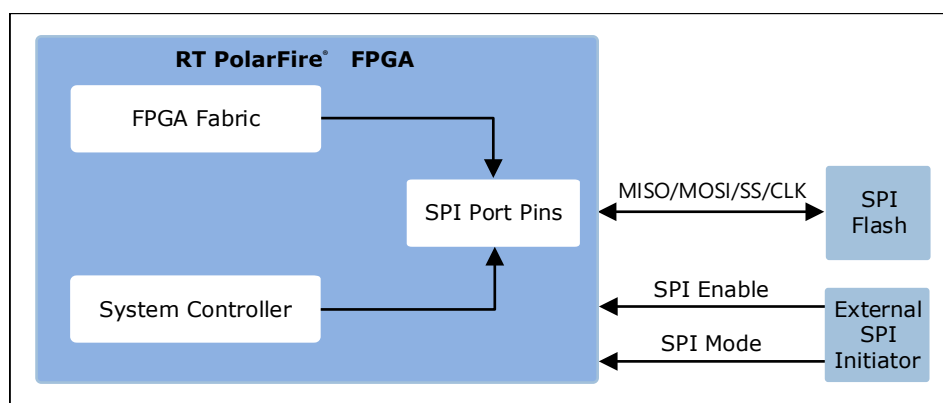 RT PolarFire® FPGA
FPGA Fabric
SPI Port Pins
System Controller
MISO/MOSI/SS/CLK
SPI
Flash
SPI Enable
SPI Mode
External
SPI
Initiator